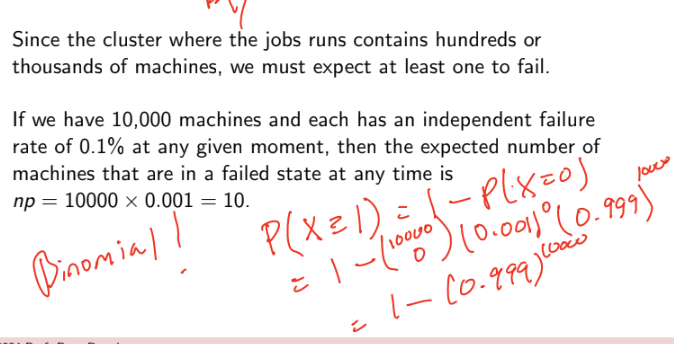 Since the cluster where the jobs runs contains hundreds or
thousands of machines, we must expect at least one to fail.
If we have 10,000 machines and each has an independent failure
rate of 0.1% at any given moment, then the expected number of
machines that are in a failed state at any time is
np = 10000 × 0.001 = 10.
Binomial!
P(X≥1) = 1-P(X=0)
= 1-(10000 0)(0.001)^0(0.999)^10000
= 1-(0.999)^10000